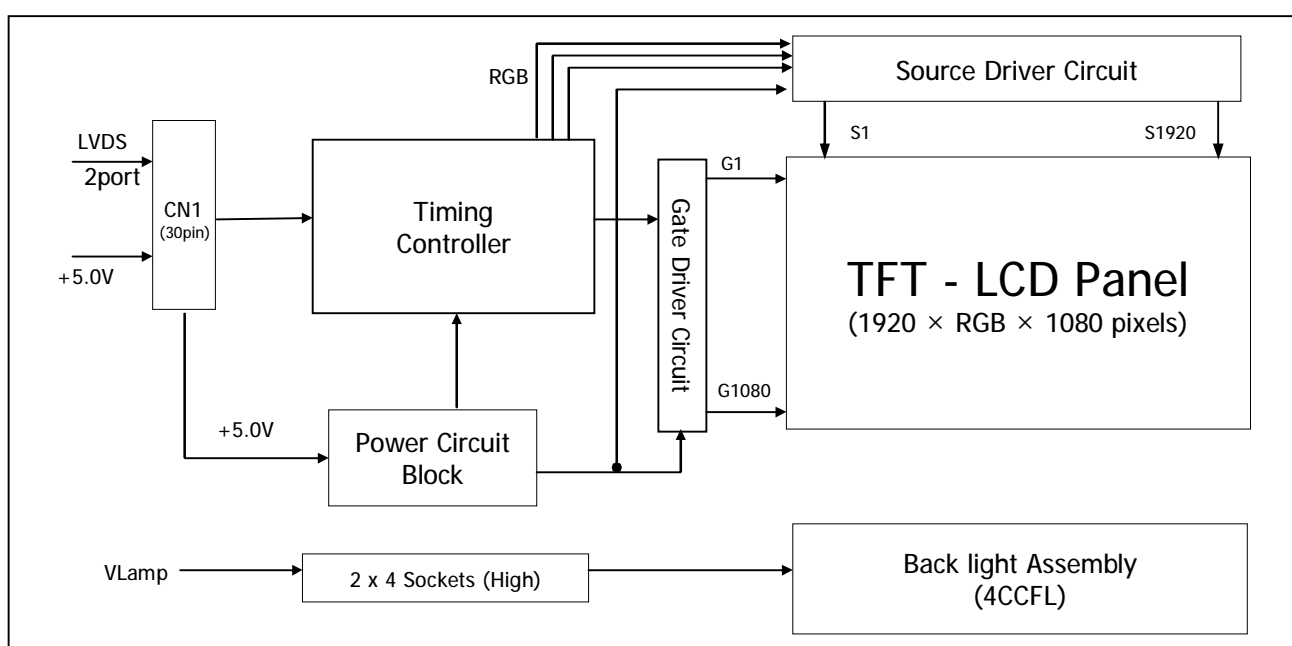 RGB
Source Driver Circuit
S1
S1920
LVDS
2port
CN1
(30pin)
+5.0V
Timing
Controller
Gate Driver Circuit
G1
G1080
TFT - LCD Panel
(1920 × RGB × 1080 pixels)
+5.0V
Power Circuit
Block
VLamp
2 x 4 Sockets (High)
Back light Assembly
(4CCFL)